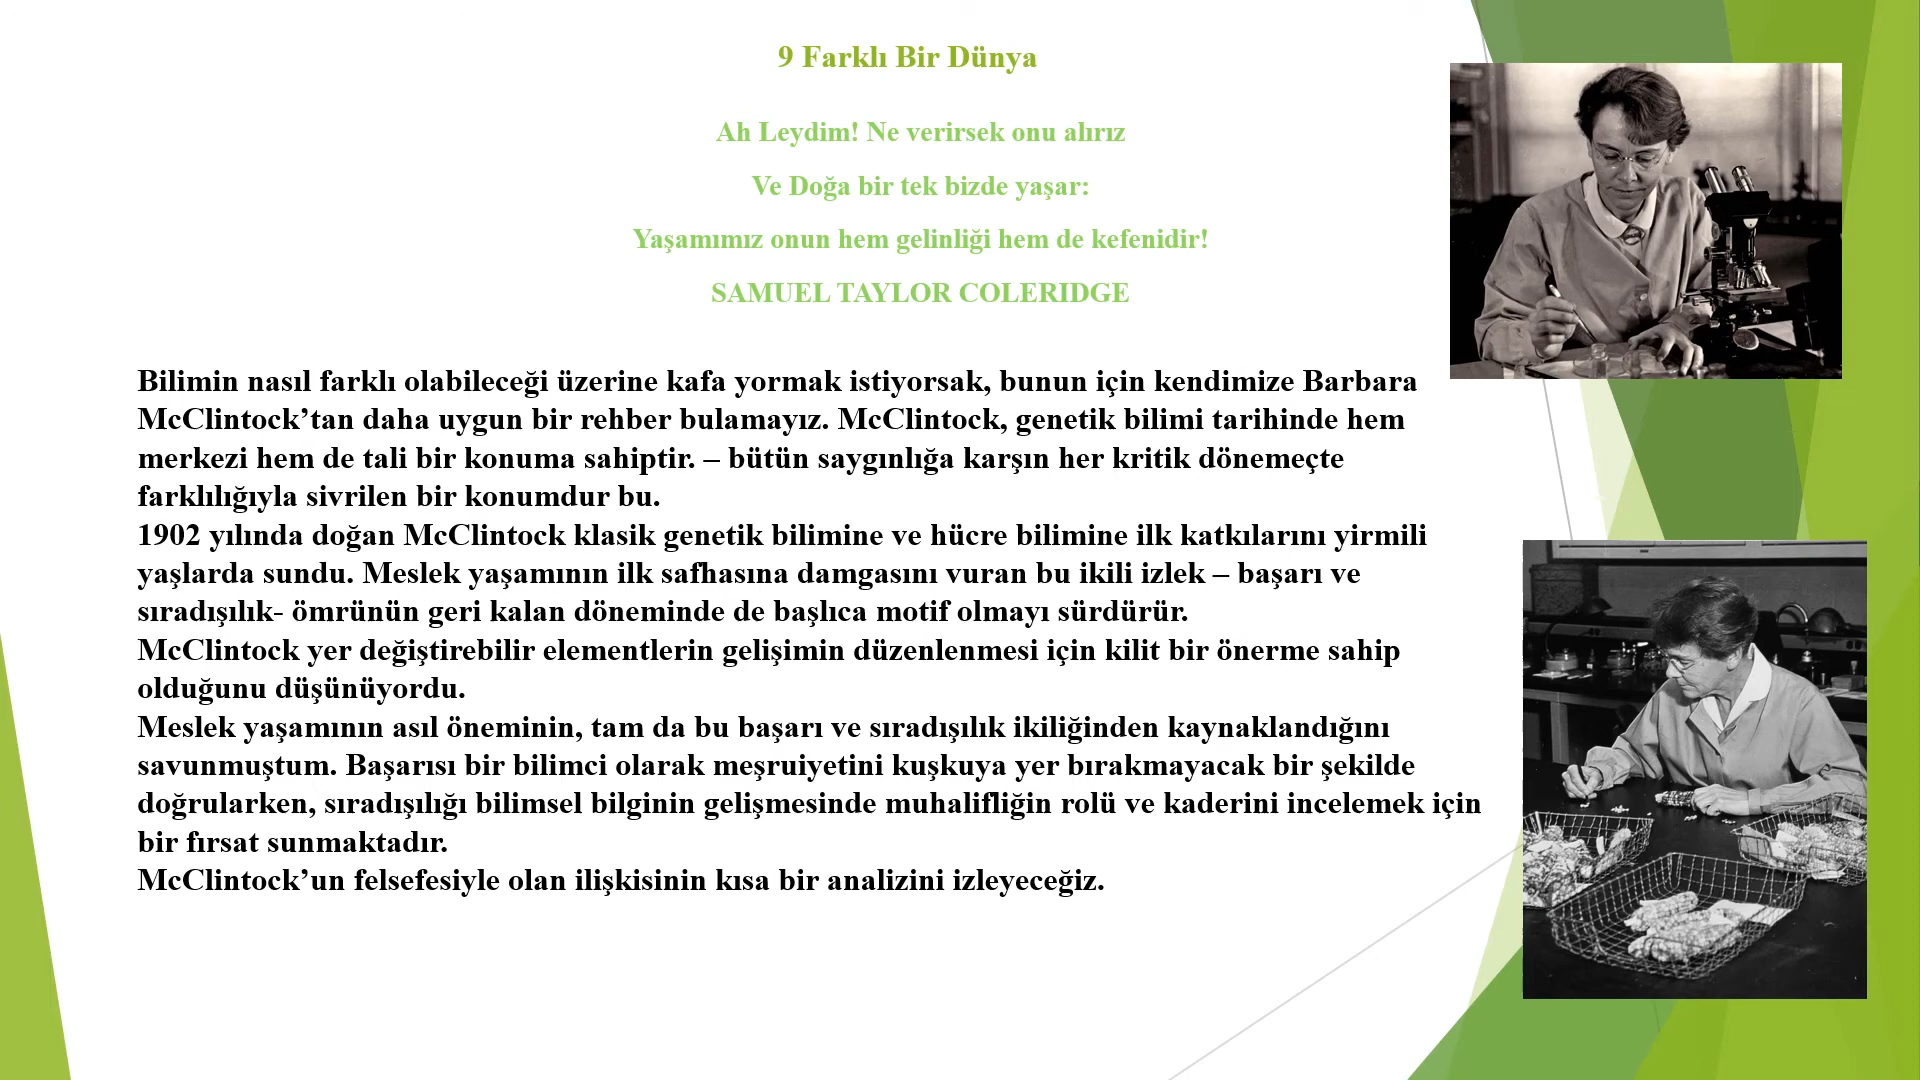 9 Farklı Bir Dünya
Ah Leydim! Ne verirsek onu alırız
Ve Doğa bir tek bizde yaşar:
Yaşamımız onun hem gelinliği hem de kefenidir!
SAMUEL TAYLOR COLERIDGE
Bilimin nasıl farklı olabileceği üzerine kafa yormak istiyorsak, bunun için kendimize Barbara
McClintock’tan daha uygun bir rehber bulamayız. McClintock, genetik bilimi tarihinde hem
merkezi hem de tali bir konuma sahiptir. – bütün saygınlığa karşın her kritik dönemeçte
farklılığıyla sivrilen bir konumdur bu.
1902 yılında doğan McClintock klasik genetik bilimine ve hücre bilimine ilk katkılarını yirmili
yaşlarda sundu. Meslek yaşamının ilk safhasına damgasını vuran bu ikili izlek – başarı ve
sıradışılık- ömrünün geri kalan döneminde de başlıca motif olmayı sürdürür.
McClintock yer değiştirebilir elementlerin gelişimin düzenlenmesi için kilit bir önerme sahip
olduğunu düşünüyordu.
Meslek yaşamının asıl öneminin, tam da bu başarı ve sıradışılık ikiliğinden kaynaklandığını
savunmuştum. Başarısı bir bilimci olarak meşruiyetini kuşkuya yer bırakmayacak bir şekilde
doğrularken, sıradışılığı bilimsel bilginin gelişmesinde muhalifliğin rolü ve kaderini incelemek için
bir fırsat sunmaktadır.
McClintock’un felsefesiyle olan ilişkisinin kısa bir analizini izleyeceğiz.